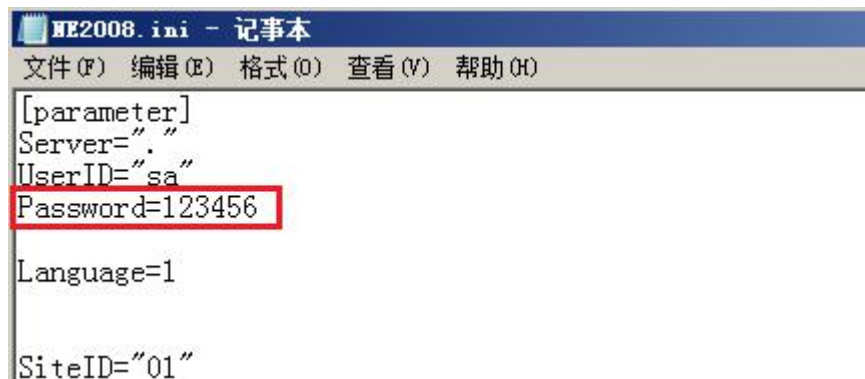 NE2008.ini - 记事本
文件(F) 编辑(E) 格式(O) 查看(V) 帮助(H)
[parameter]
Server="."
UserID="sa"
Password=123456
Language=1
SiteID="01"